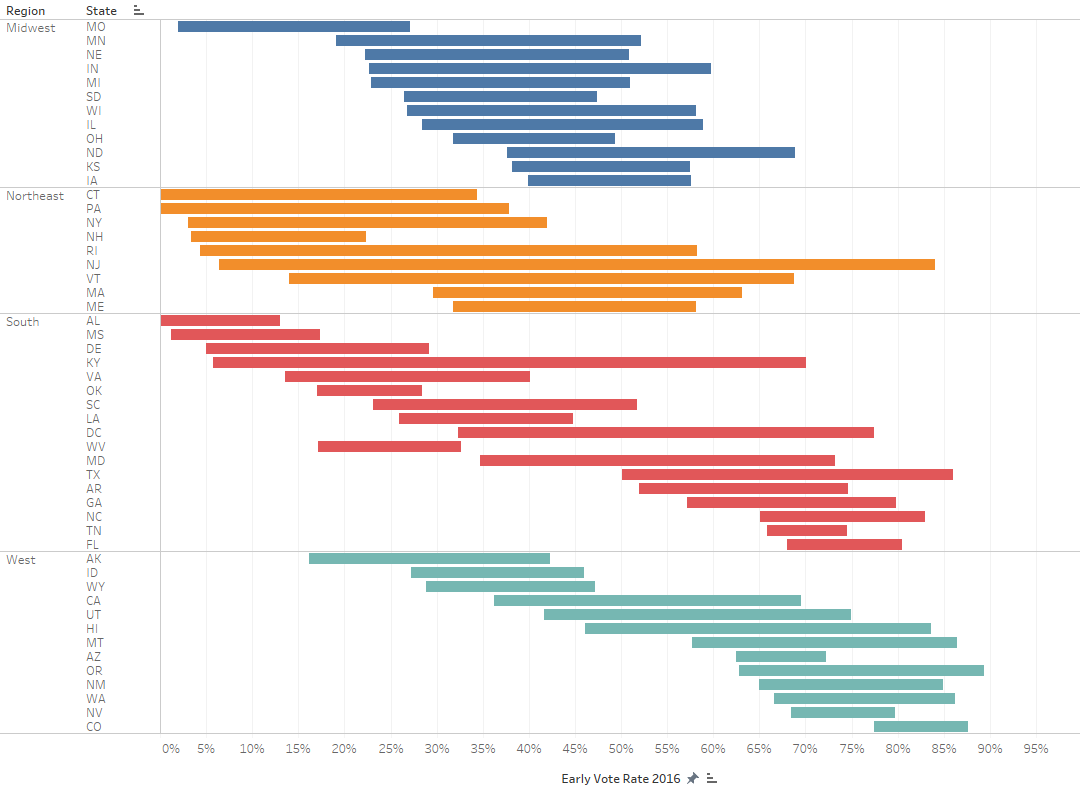 Region State
Midwest MO
MN
NE
IN
MI
SD
WI
IL
OH
ND
KS
IA
Northeast CT
PA
NY
NH
RI
NJ
VT
MA
ME
South AL
MS
DE
KY
VA
OK
SC
LA
DC
WV
MD
TX
AR
GA
NC
TN
FL
West AK
ID
WY
CA
UT
HI
MT
AZ
OR
NM
WA
NV
CO
0% 5% 10% 15% 20% 25% 30% 35% 40% 45% 50% 55% 60% 65% 70% 75% 80% 85% 90% 95%
Early Vote Rate 2016